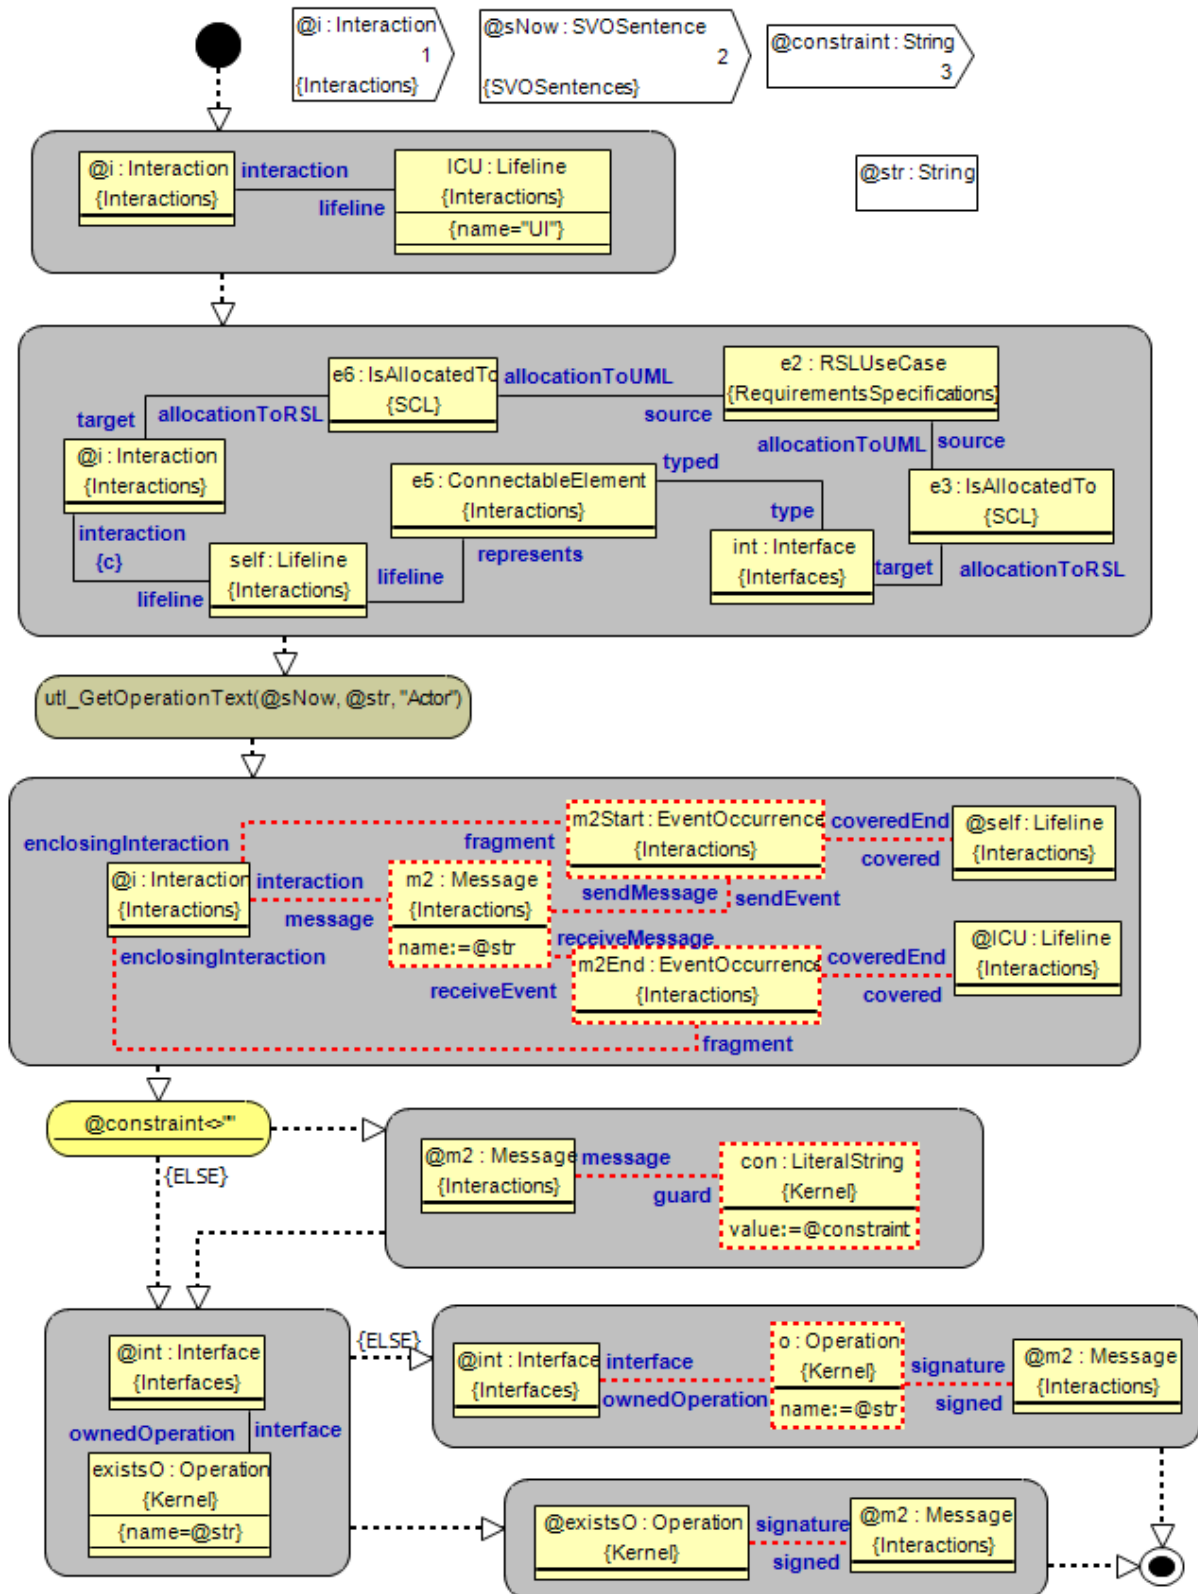 @i : Interaction
1
{Interactions}
@sNow : SVOSentence
2
{SVOSentences}
@constraint : String
3
@str : String
@i : Interaction
{Interactions}
interaction
lifeline
ICU : Lifeline
{Interactions}
{name="UI"}
e6 : IsAllocatedTo
{SCL}
allocationToUML
source
e2 : RSLUseCase
{RequirementsSpecifications}
target
allocationToRSL
@i : Interaction
{Interactions}
interaction
{c}
lifeline
self : Lifeline
{Interactions}
lifeline
represents
e5 : ConnectableElement
{Interactions}
typed
type
int : Interface
{Interfaces}
allocationToUML
source
e3 : IsAllocatedTo
{SCL}
target
allocationToRSL
utl_GetOperationText(@sNow, @str, "Actor")
enclosingInteraction
fragment
m2Start : EventOccurrence
{Interactions}
coveredEnd
covered
@self : Lifeline
{Interactions}
@i : Interaction
{Interactions}
interaction
message
m2 : Message
{Interactions}
name:=@str
sendMessage
sendEvent
enclosingInteraction
receiveMessage
receiveEvent
m2End : EventOccurrence
{Interactions}
coveredEnd
covered
@ICU : Lifeline
{Interactions}
fragment
@constraint<>""
{ELSE}
@m2 : Message
{Interactions}
message
guard
con : LiteralString
{Kernel}
value:=@constraint
@int : Interface
{Interfaces}
ownedOperation
interface
existsO : Operation
{Kernel}
{name=@str}
{ELSE}
@int : Interface
{Interfaces}
interface
ownedOperation
o : Operation
{Kernel}
name:=@str
signature
signed
@m2 : Message
{Interactions}
@existsO : Operation
{Kernel}
signature
signed
@m2 : Message
{Interactions}